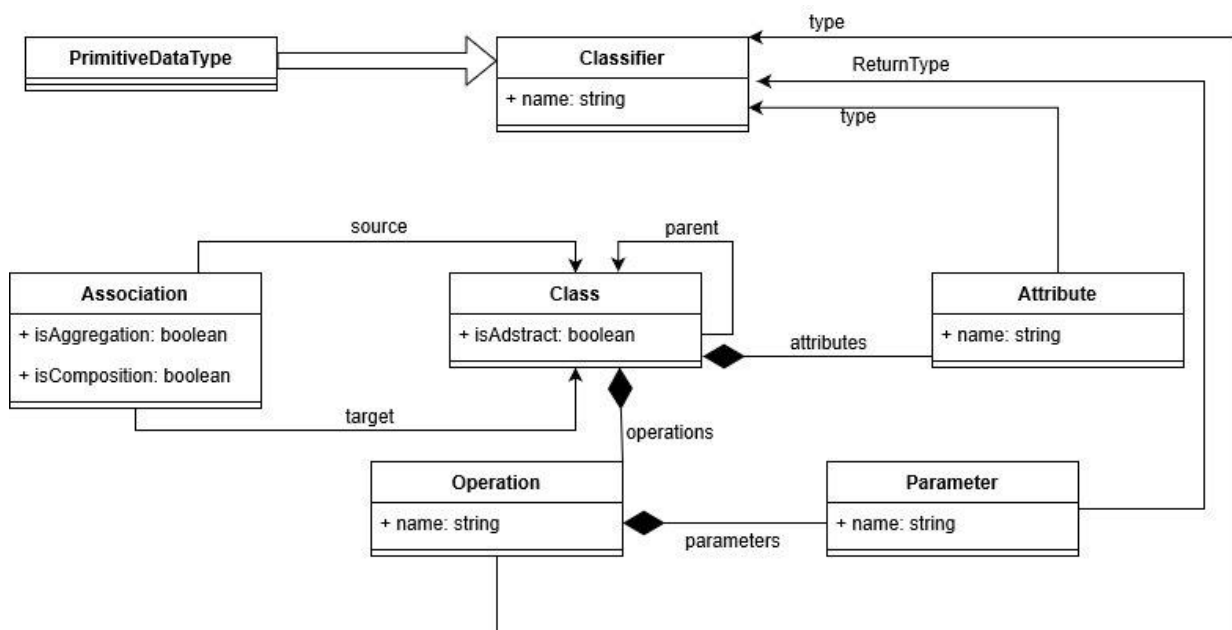 type
PrimitiveDataType
Classifier
ReturnType
+ name: string
type
source
parent
Association
Class
Attribute
+ isAggregation: boolean
+ isAdstract: boolean
+ name: string
attributes
+ isComposition: boolean
target
operations
Operation
Parameter
+ name: string
+ name: string
parameters